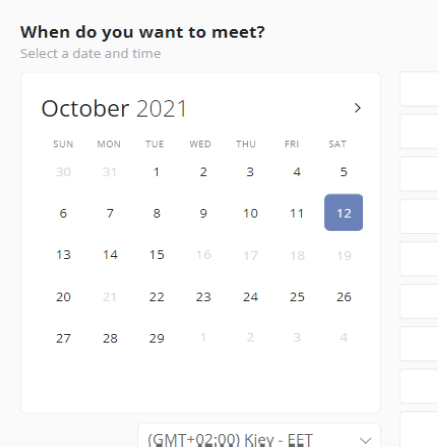 When do you want to meet?
Select a date and time
October 2021
SUN MON TUE WED THU FRI SAT
30 31 1 2 3 4 5
6 7 8 9 10 11 12
13 14 15 16 17 18 19
20 21 22 23 24 25 26
27 28 29 1 2 3 4
(GMT+02:00) Kiev - EET